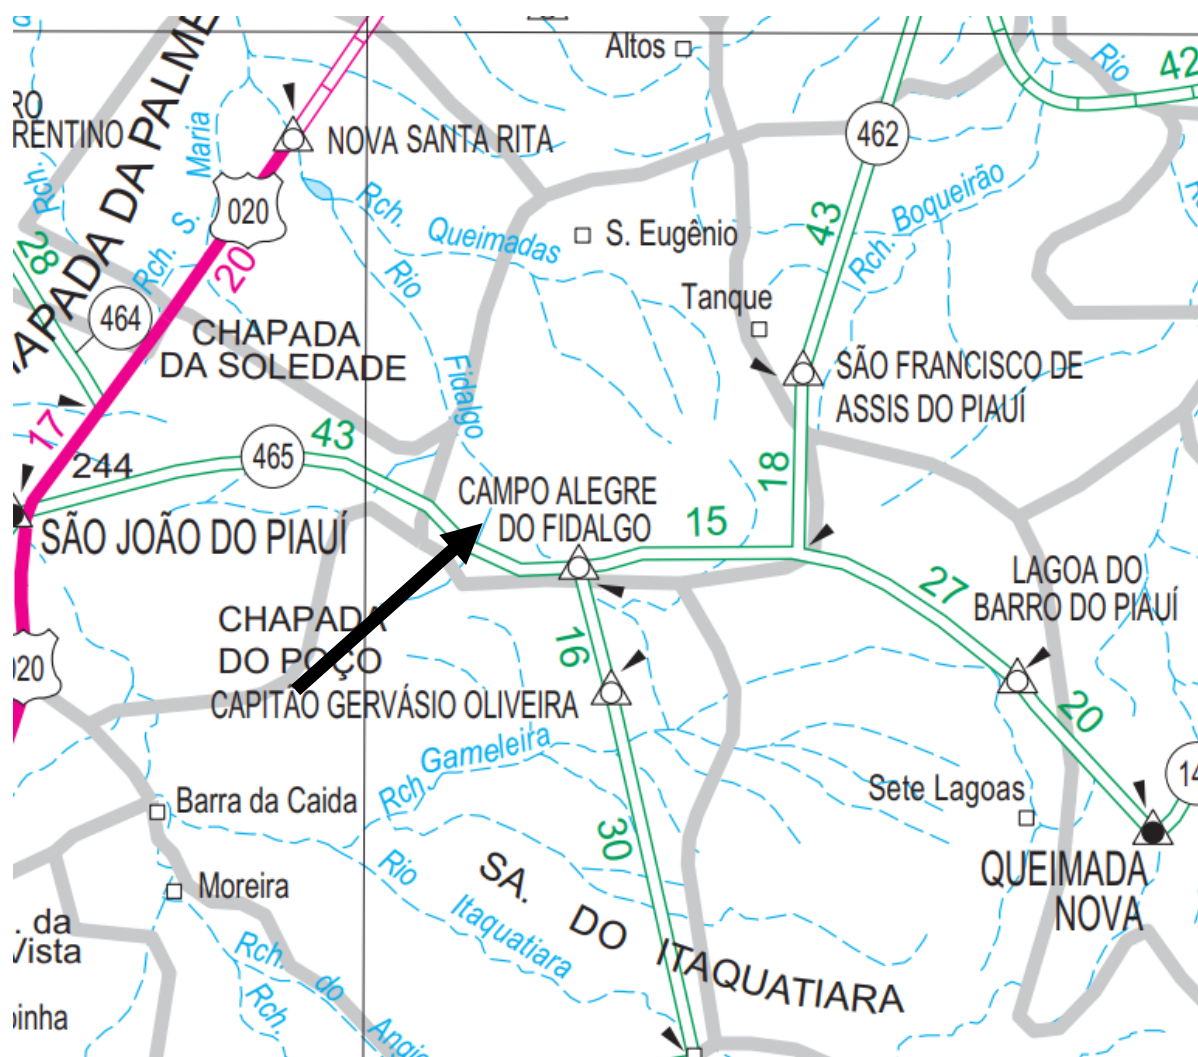 Altos
Rio
42
RO
RENTINO
CHAPADA DA PALME
Rch.
Rch. S. Maria
NOVA SANTA RITA
462
020
20
28
464
Rch.
Queimadas
S. Eugênio
43
Rch. Boqueirão
Rio
Fidalgo
Tanque
CHAPADA
DA SOLEDADE
SÃO FRANCISCO DE
ASSIS DO PIAUÍ
17
244
465
43
SÃO JOÃO DO PIAUÍ
CAMPO ALEGRE
DO FIDALGO
15
18
27
LAGOA DO
BARRO DO PIAUÍ
CHAPADA
DO POÇO
16
020
CAPITÃO GERVÁSIO OLIVEIRA
20
Rch. Gameleira
Sete Lagoas
14
Barra da Caida
30
Rio
Itaquatiara
SA. DO ITAQUATIARA
QUEIMADA
NOVA
Moreira
. da
Vista
Rch. do
Rch.
Angi
inha